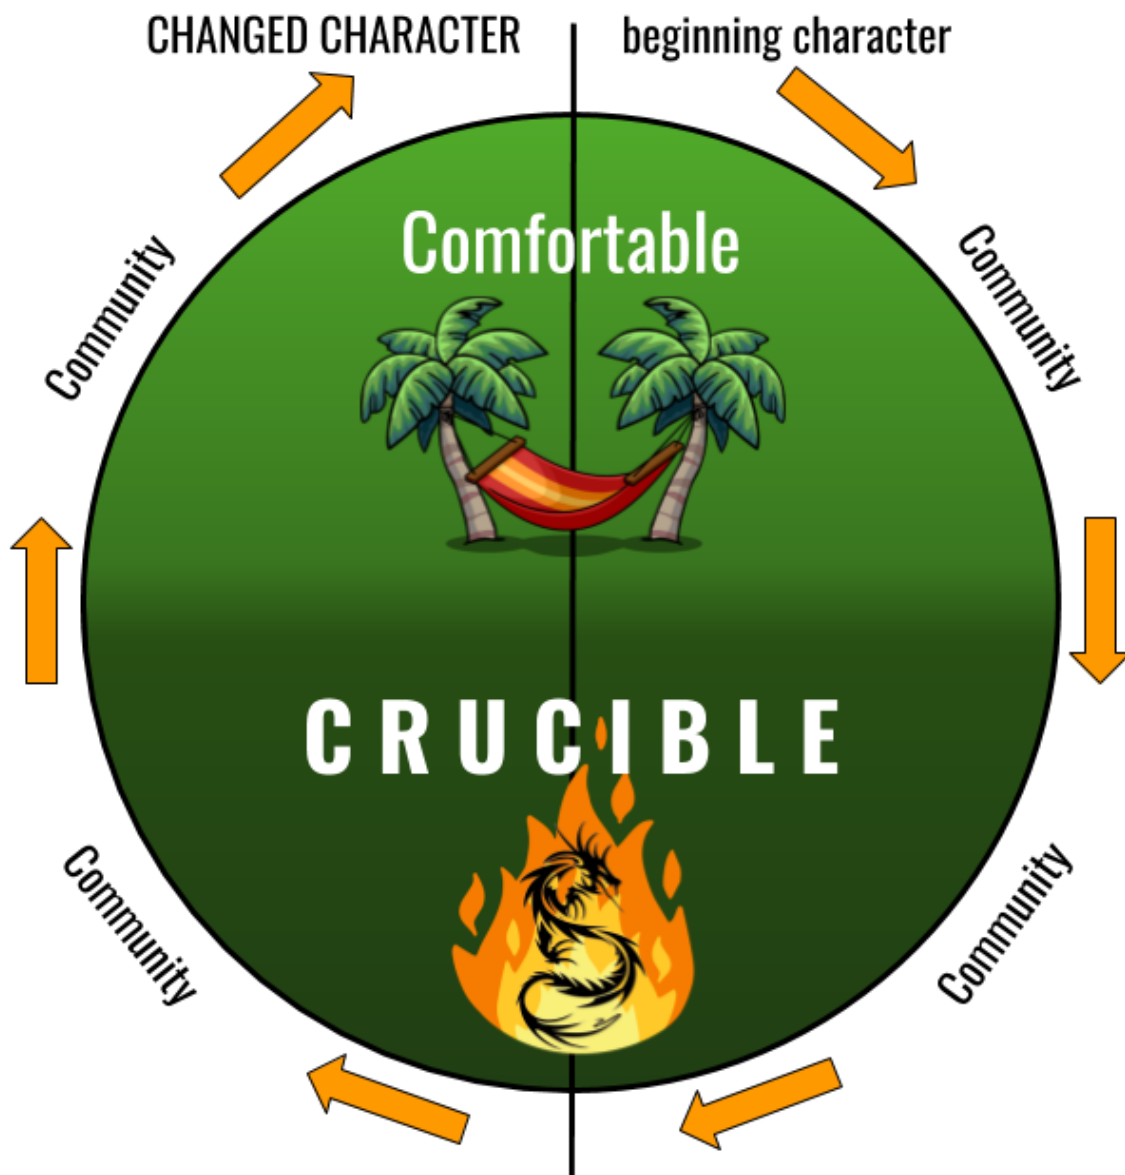 CHANGED CHARACTER
beginning character
Community
Community
Comfortable
CRUCIBLE
Community
Community